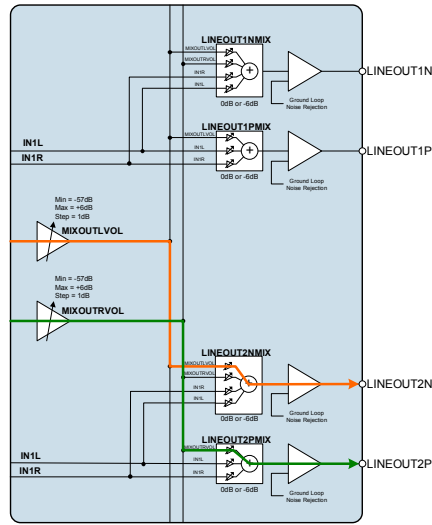 LINEOUT1NMIX
MIXOUTLVOL
MIXOUTRVOL
IN1R
IN1L
0dB or -6dB
Ground Loop
Noise Rejection
LINEOUT1N
LINEOUT1PMIX
MIXOUTLVOL
IN1L
IN1R
0dB or -6dB
Ground Loop
Noise Rejection
LINEOUT1P
IN1L
IN1R
Min = -57dB
Max = +6dB
Step = 1dB
MIXOUTLVOL
Min = -57dB
Max = +6dB
Step = 1dB
MIXOUTRVOL
LINEOUT2NMIX
MIXOUTLVOL
MIXOUTRVOL
IN1R
IN1L
0dB or -6dB
Ground Loop
Noise Rejection
LINEOUT2N
LINEOUT2PMIX
MIXOUTRVOL
IN1L
IN1R
0dB or -6dB
Ground Loop
Noise Rejection
LINEOUT2P
IN1L
IN1R